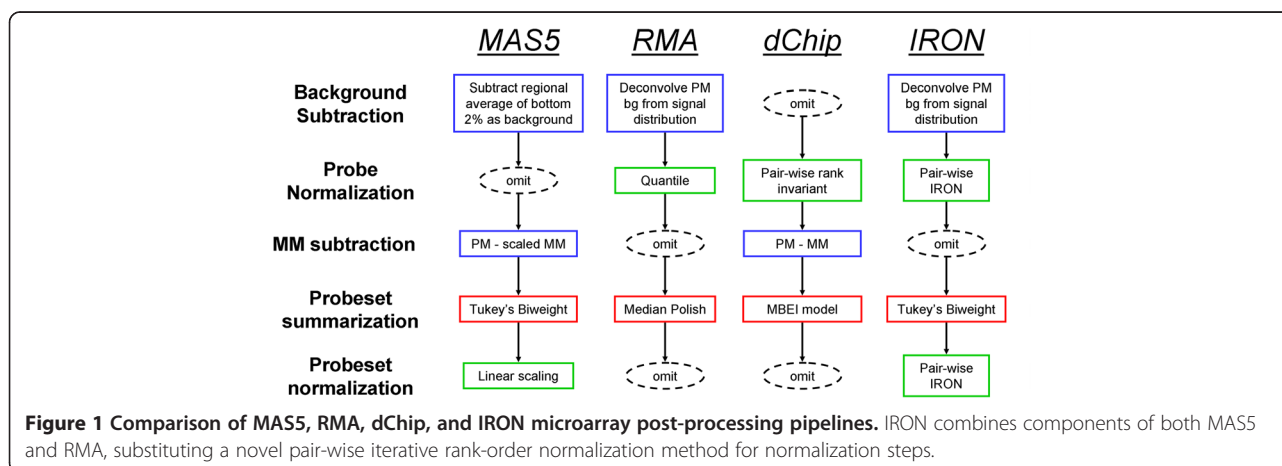 MAS5 RMA dChip IRON
Background
Subtraction
Subtract regional
average of bottom
2% as background
Deconvolve PM
bg from signal
distribution
omit
Deconvolve PM
bg from signal
distribution
Probe
Normalization
omit
Quantile
Pair-wise rank
invariant
Pair-wise
IRON
MM subtraction
PM - scaled MM
omit
PM - MM
omit
Probeset
summarization
Tukey's Biweight
Median Polish
MBEI model
Tukey's Biweight
Probeset
normalization
Linear scaling
omit
omit
Pair-wise
IRON
Figure 1 Comparison of MAS5, RMA, dChip, and IRON microarray post-processing pipelines. IRON combines components of both MAS5
and RMA, substituting a novel pair-wise iterative rank-order normalization method for normalization steps.